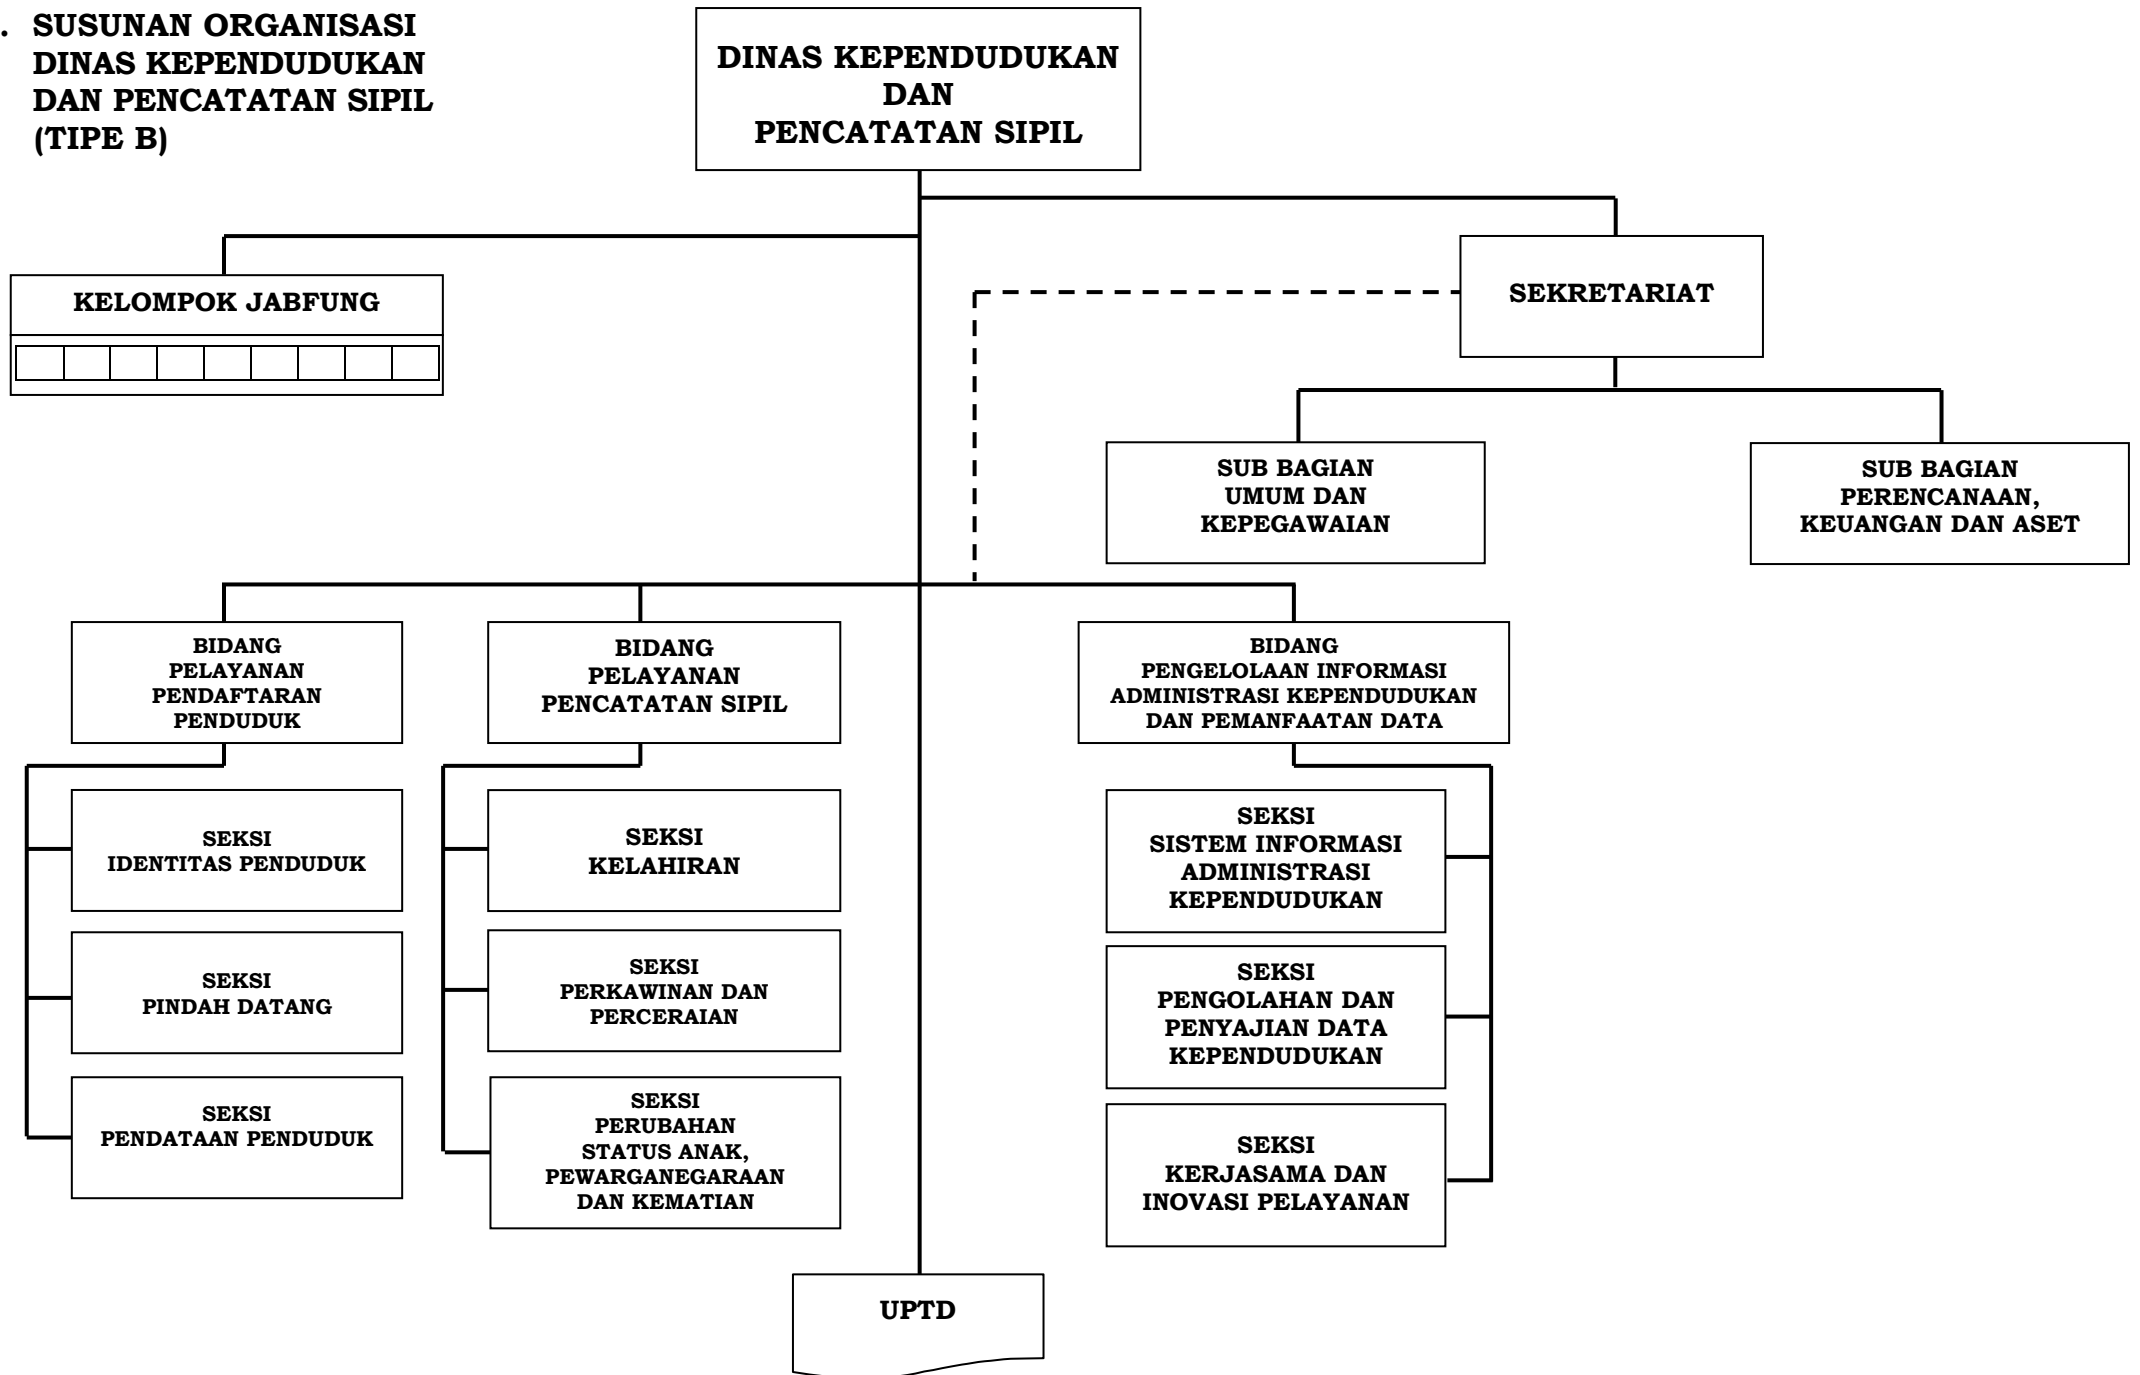 . SUSUNAN ORGANISASI
DINAS KEPENDUDUKAN
DAN PENCATATAN SIPIL
(TIPE B)
DINAS KEPENDUDUKAN
DAN
PENCATATAN SIPIL
KELOMPOK JABFUNG
SEKRETARIAT
SUB BAGIAN
UMUM DAN
KEPEGAWAIAN
SUB BAGIAN
PERENCANAAN,
KEUANGAN DAN ASET
BIDANG
PELAYANAN
PENDAFTARAN
PENDUDUK
BIDANG
PELAYANAN
PENCATATAN SIPIL
BIDANG
PENGELOLAAN INFORMASI
ADMINISTRASI KEPENDUDUKAN
DAN PEMANFAATAN DATA
SEKSI
IDENTITAS PENDUDUK
SEKSI
PINDAH DATANG
SEKSI
PENDATAAN PENDUDUK
SEKSI
KELAHIRAN
SEKSI
PERKAWINAN DAN
PERCERAIAN
SEKSI
PERUBAHAN
STATUS ANAK,
PEWARGANEGARAAN
DAN KEMATIAN
SEKSI
SISTEM INFORMASI
ADMINISTRASI
KEPENDUDUKAN
SEKSI
PENGOLAHAN DAN
PENYAJIAN DATA
KEPENDUDUKAN
SEKSI
KERJASAMA DAN
INOVASI PELAYANAN
UPTD